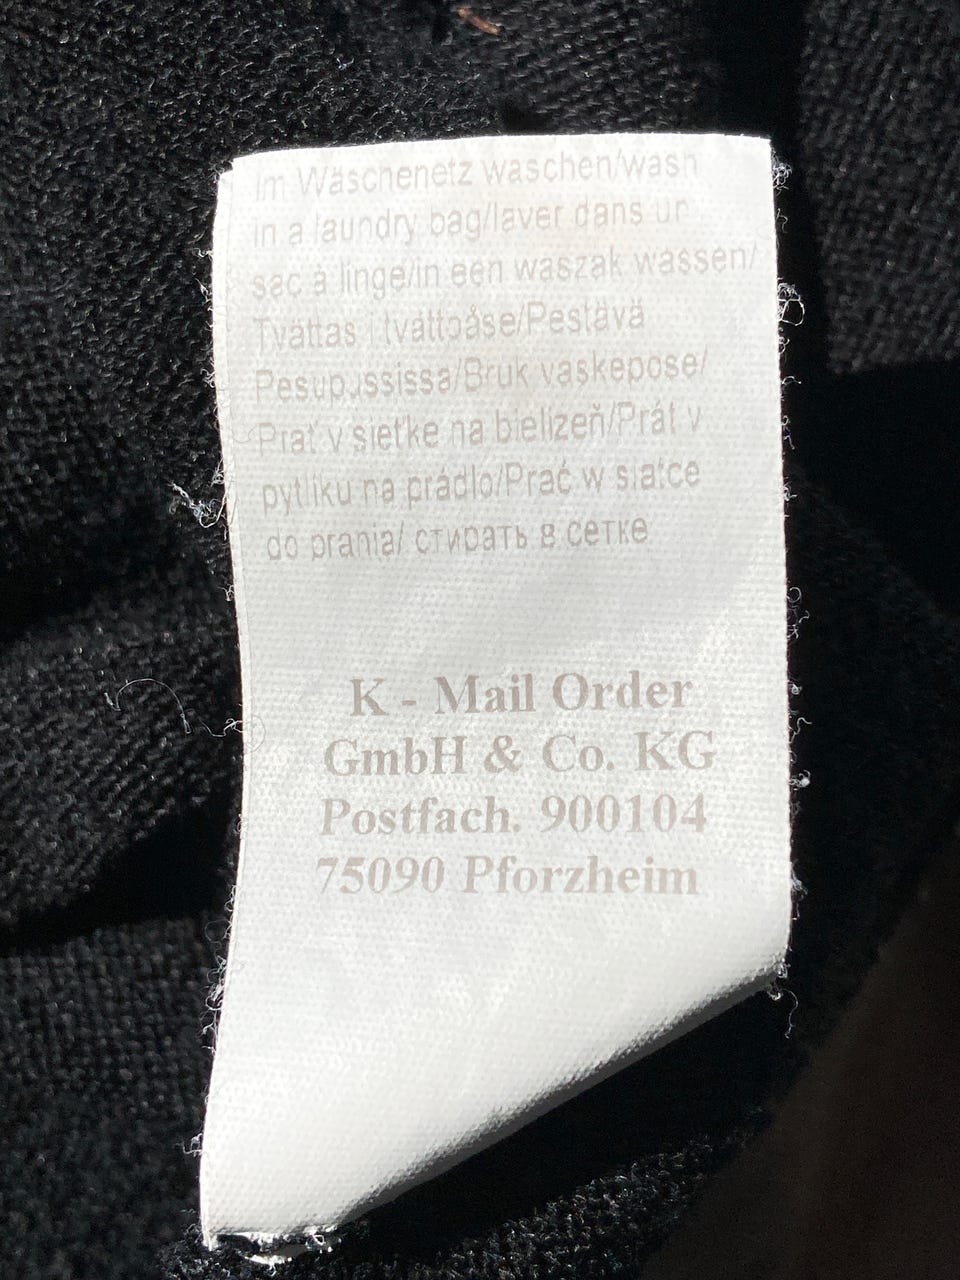 Im Wäschenetz waschen/wash
in a laundry bag/laver dans un
sac à linge/in een waszak wassen/
Tvättas i tvättpåse/Pestävä
Pesupussissa/Bruk vaskepose/
Prat v sietke na bielizeň/Prát v
pytlíku na prádlo/Prać w siatce
do prania/ стирать в сетке
K - Mail Order
GmbH & Co. KG
Postfach. 900104
75090 Pforzheim